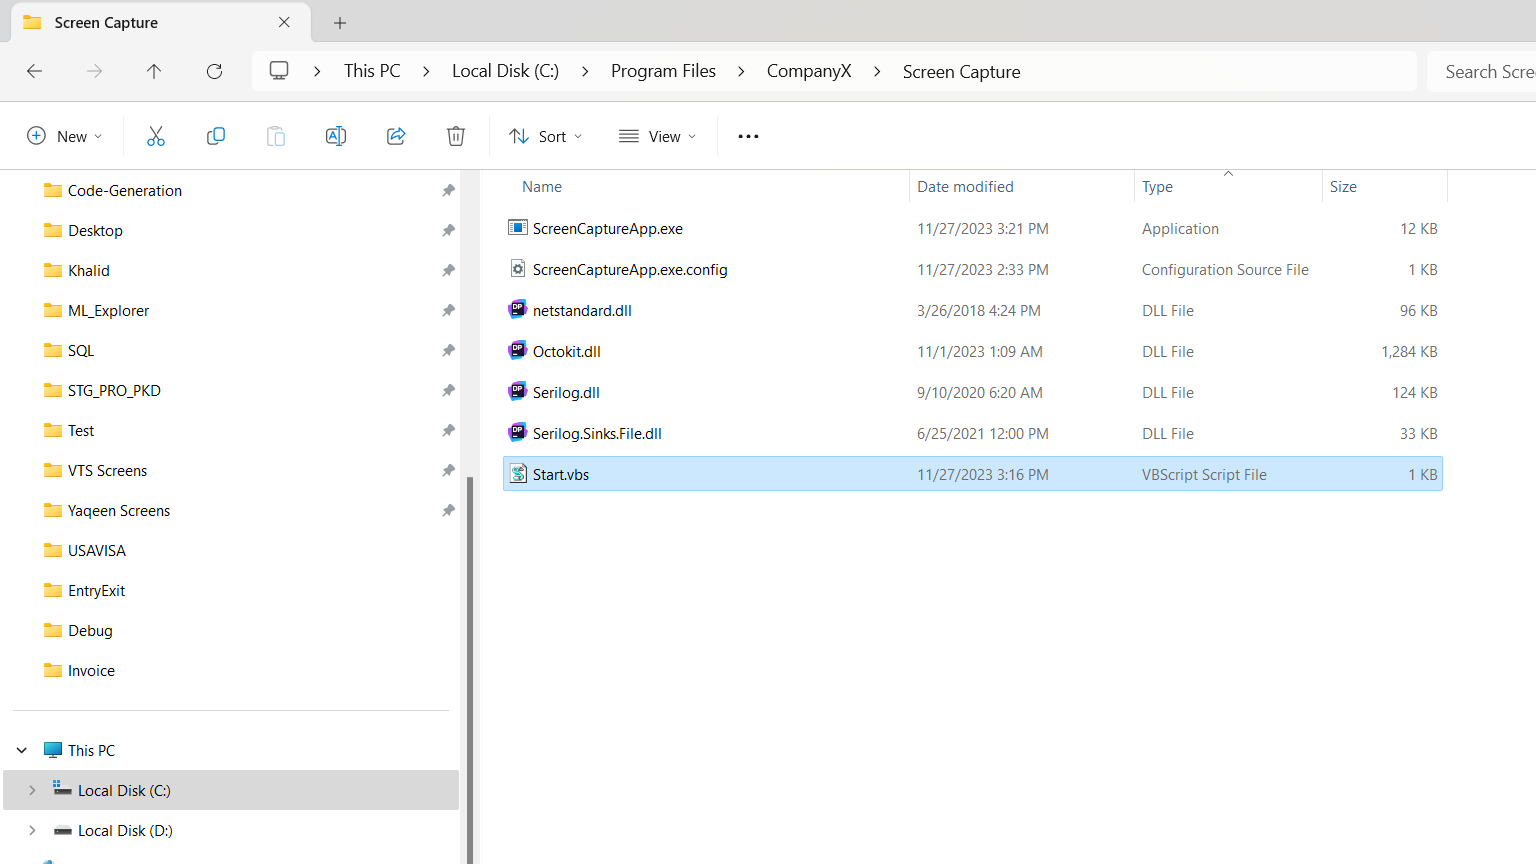 Screen Capture
This PC > Local Disk (C:) > Program Files > CompanyX > Screen Capture
Search Scre
New
Sort
View
Code-Generation
Desktop
Khalid
ML_Explorer
SQL
STG_PRO_PKD
Test
VTS Screens
Yaqeen Screens
USAVISA
EntryExit
Debug
Invoice
This PC
Local Disk (C:)
Local Disk (D:)
Name Date modified Type Size
ScreenCaptureApp.exe 11/27/2023 3:21 PM Application 12 KB
ScreenCaptureApp.exe.config 11/27/2023 2:33 PM Configuration Source File 1 KB
DP netstandard.dll 3/26/2018 4:24 PM DLL File 96 KB
DP Octokit.dll 11/1/2023 1:09 AM DLL File 1,284 KB
DP Serilog.dll 9/10/2020 6:20 AM DLL File 124 KB
DP Serilog.Sinks.File.dll 6/25/2021 12:00 PM DLL File 33 KB
Start.vbs 11/27/2023 3:16 PM VBScript Script File 1 KB